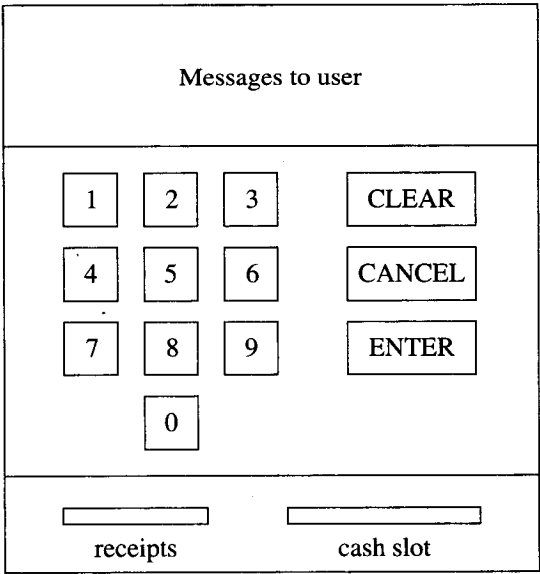 Messages to user
1 2 3 CLEAR
4 5 6 CANCEL
7 8 9 ENTER
0
receipts cash slot